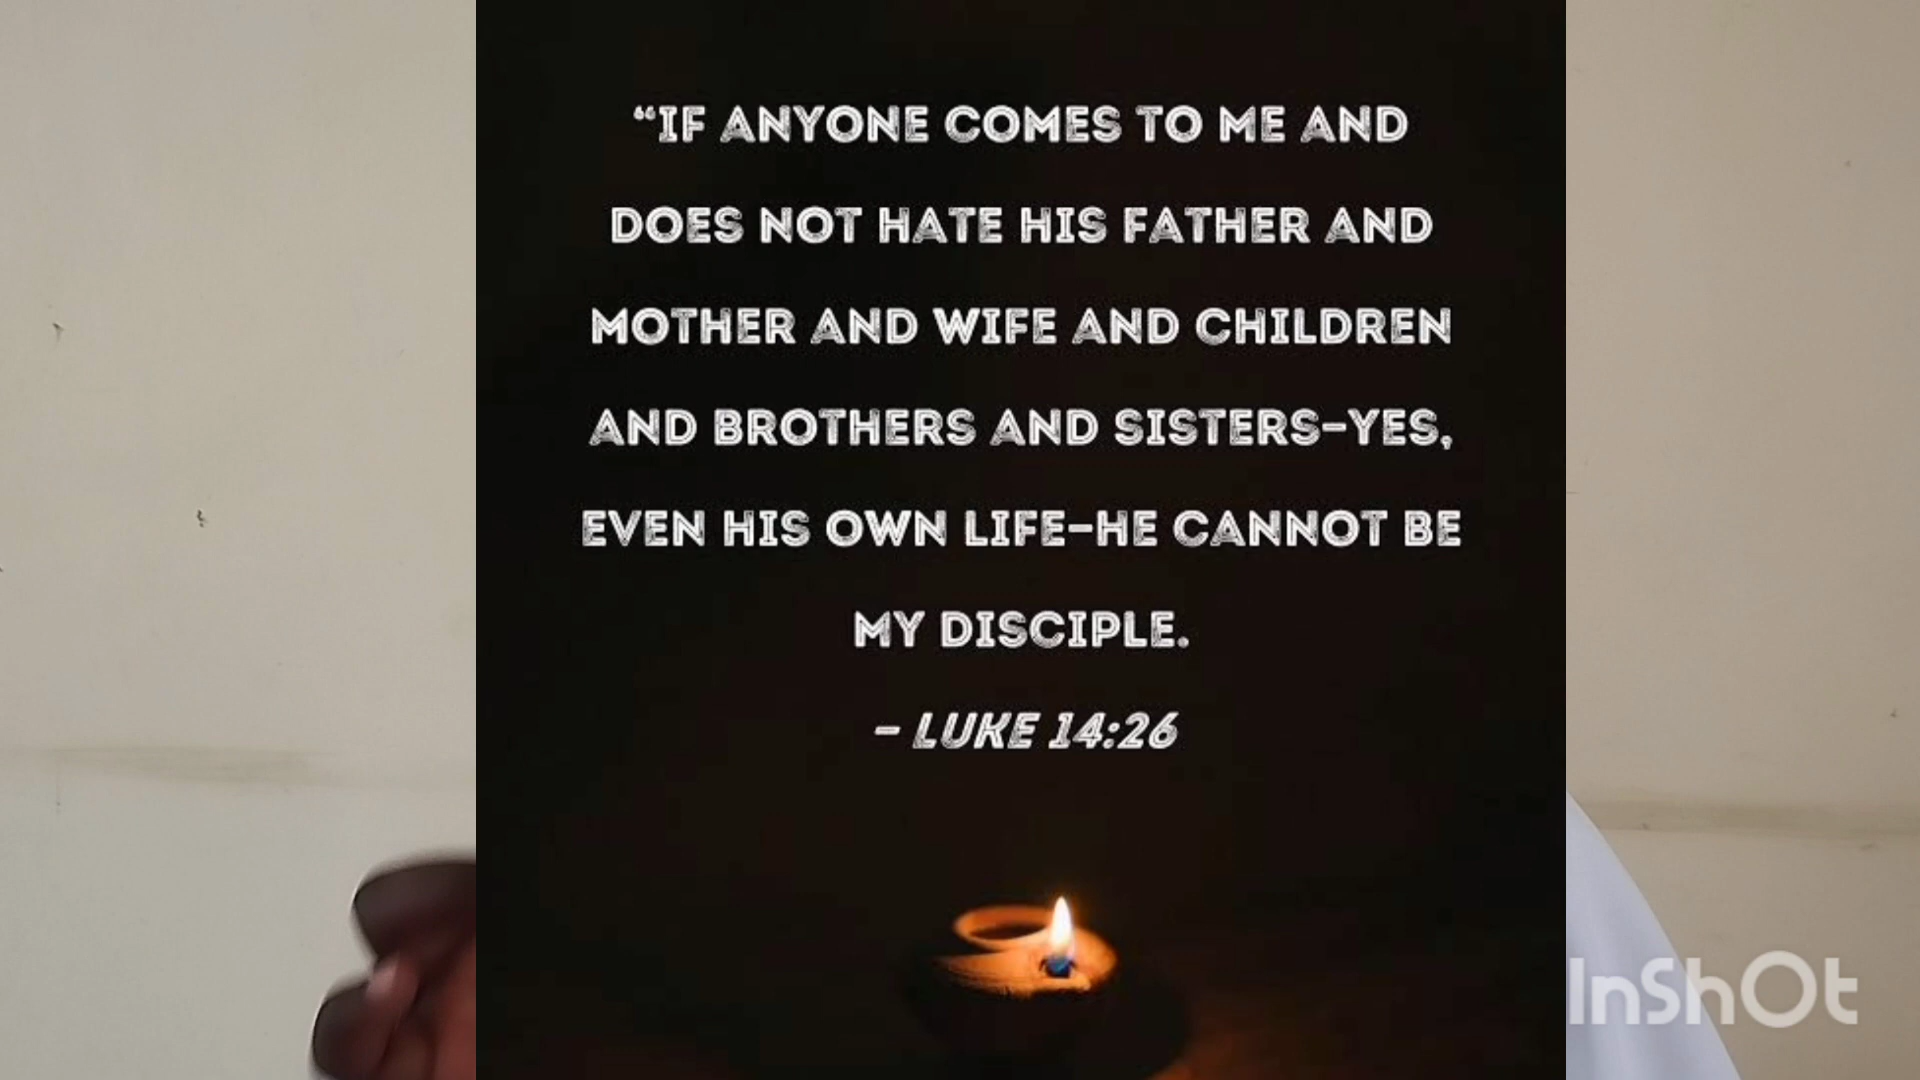 “IF ANYONE COMES TO ME AND
DOES NOT HATE HIS FATHER AND
MOTHER AND WIFE AND CHILDREN
AND BROTHERS AND SISTERS–YES,
EVEN HIS OWN LIFE–HE CANNOT BE
MY DISCIPLE.
– LUKE 14:26
InShOt